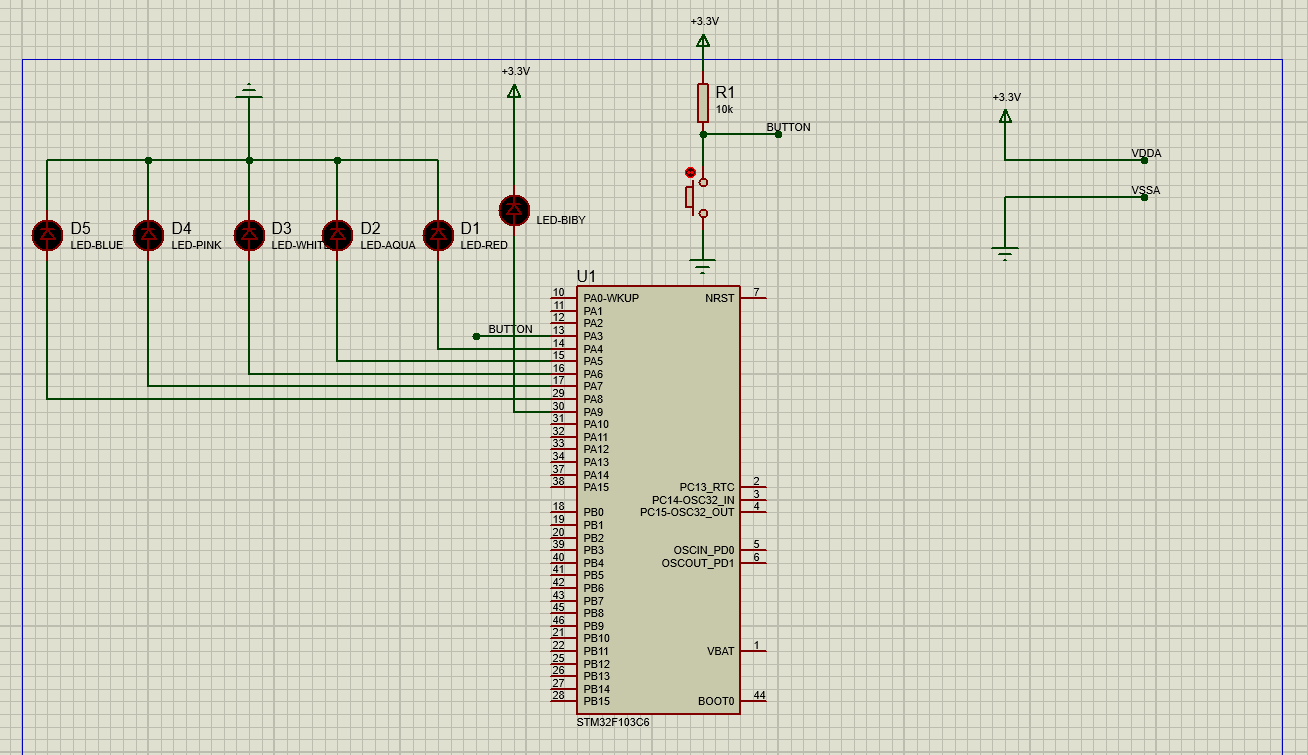 +3.3V
+3.3V
R1
10k
BUTTON
+3.3V
VDDA
VSSA
D5
LED-BLUE
D4
LED-PINK
D3
LED-WHITE
D2
LED-AQUA
D1
LED-RED
LED-BIBY
BUTTON
U1
10 PA0-WKUP NRST 7
11 PA1
12 PA2
13 PA3
14 PA4
15 PA5
16 PA6
17 PA7
29 PA8
30 PA9
31 PA10
32 PA11
33 PA12
34 PA13
37 PA14
38 PA15 PC13_RTC 2
PC14-OSC32_IN 3
18 PB0 PC15-OSC32_OUT 4
19 PB1
20 PB2
39 PB3 OSCIN_PD0 5
40 PB4 OSCOUT_PD1 6
41 PB5
42 PB6
43 PB7
45 PB8
46 PB9
21 PB10
22 PB11 VBAT 1
25 PB12
26 PB13
27 PB14
28 PB15 BOOT0 44
STM32F103C6